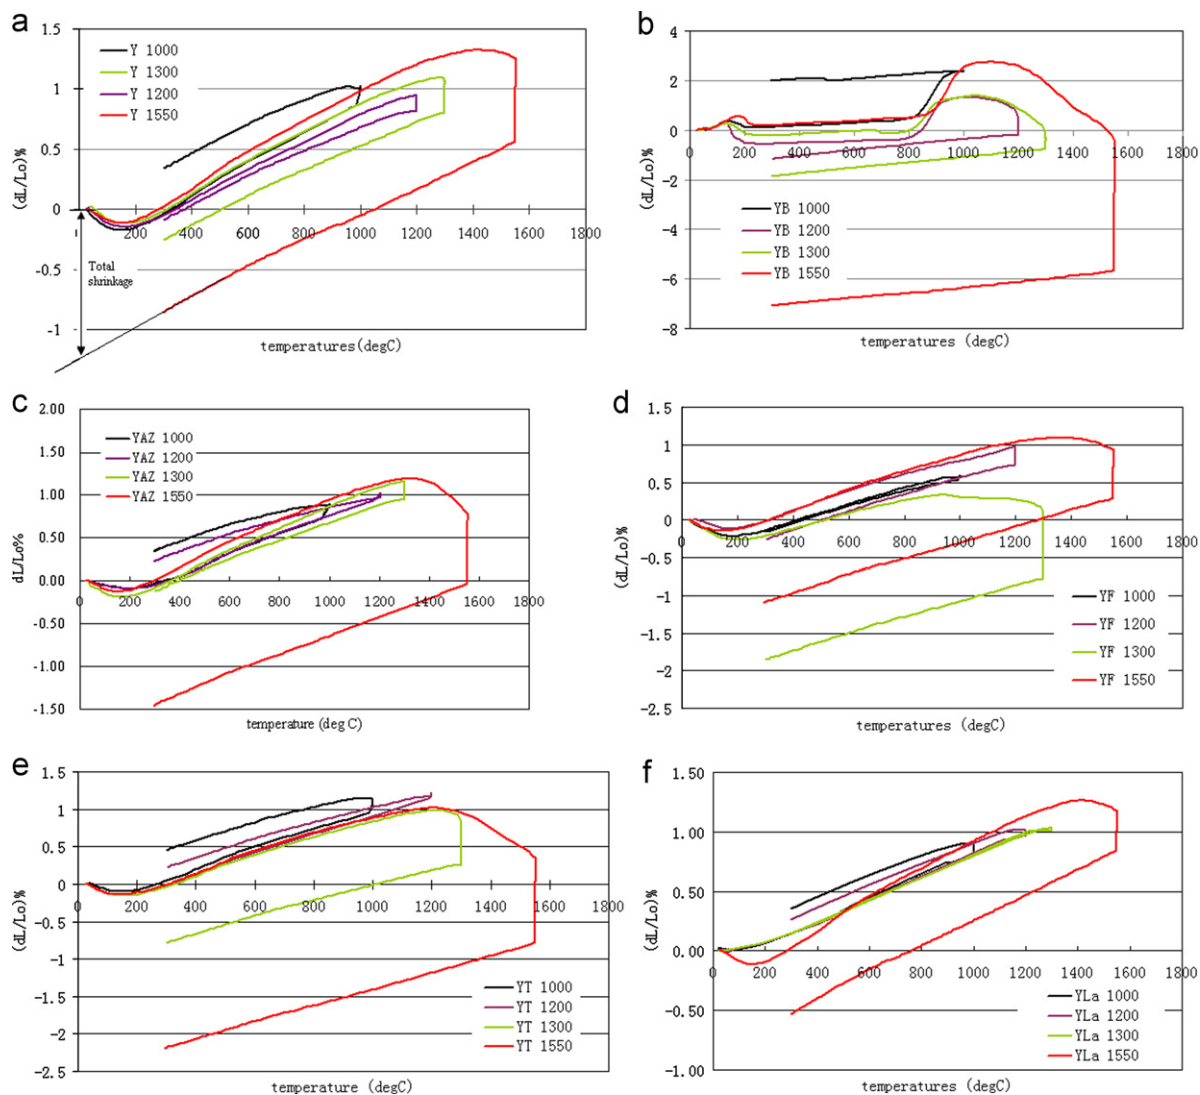 a
1.5
1
0.5
0
-0.5
-1
(dL/Lo)%
Y 1000
Y 1300
Y 1200
Y 1550
200 400 600 800 1000 1200 1400 1600 1800
Total
shrinkage
temperatures(degC)
b
4
2
0
-2
-4
-6
-8
(dL/Lo)%
0 200 400 600 800 1000 1200 1400 1600 1800
YB 1000
YB 1200
YB 1300
YB 1550
temperatures (degC)
c
2.00
1.50
1.00
0.50
0.00
-0.50
-1.00
-1.50
dL/Lo%
YAZ 1000
YAZ 1200
YAZ 1300
YAZ 1550
0 200 400 600 800 1000 1200 1400 1600 1800
temperature (deg C)
d
1.5
1
0.5
0
-0.5
-1
-1.5
-2
-2.5
(dL/Lo)%
0 200 400 600 800 1000 1200 1400 1600 1800
YF 1000
YF 1200
YF 1300
YF 1550
temperatures (degC)
e
1.5
1
0.5
0
-0.5
-1
-1.5
-2
-2.5
(dL/Lo)%
0 200 400 600 800 1000 1200 1400 1600 1800
YT 1000
YT 1200
YT 1300
YT 1550
temperature (degC)
f
1.50
1.00
0.50
0.00
-0.50
-1.00
(dL/Lo)%
0 200 400 600 800 1000 1200 1400 1600 1800
YLa 1000
YLa 1200
YLa 1300
YLa 1550
temperatures (degC)